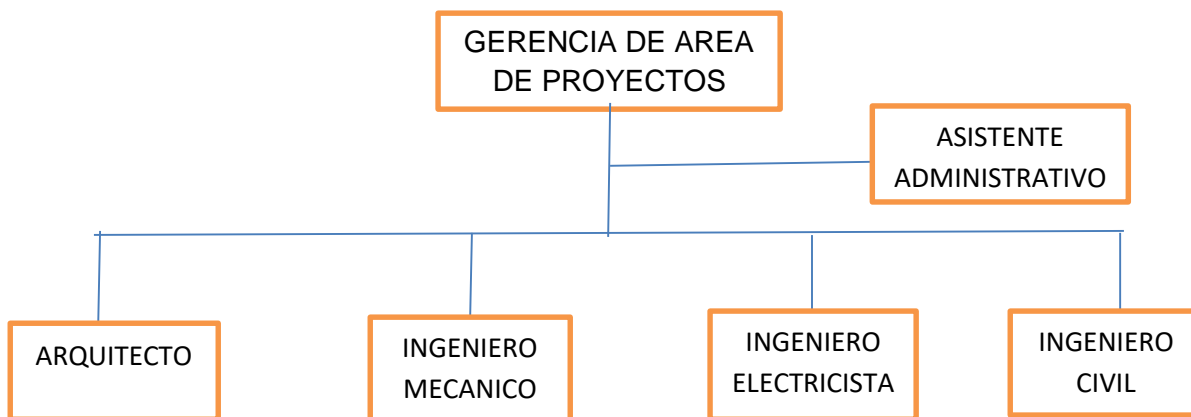 GERENCIA DE AREA
DE PROYECTOS
ASISTENTE
ADMINISTRATIVO
ARQUITECTO
INGENIERO
MECANICO
INGENIERO
ELECTRICISTA
INGENIERO
CIVIL